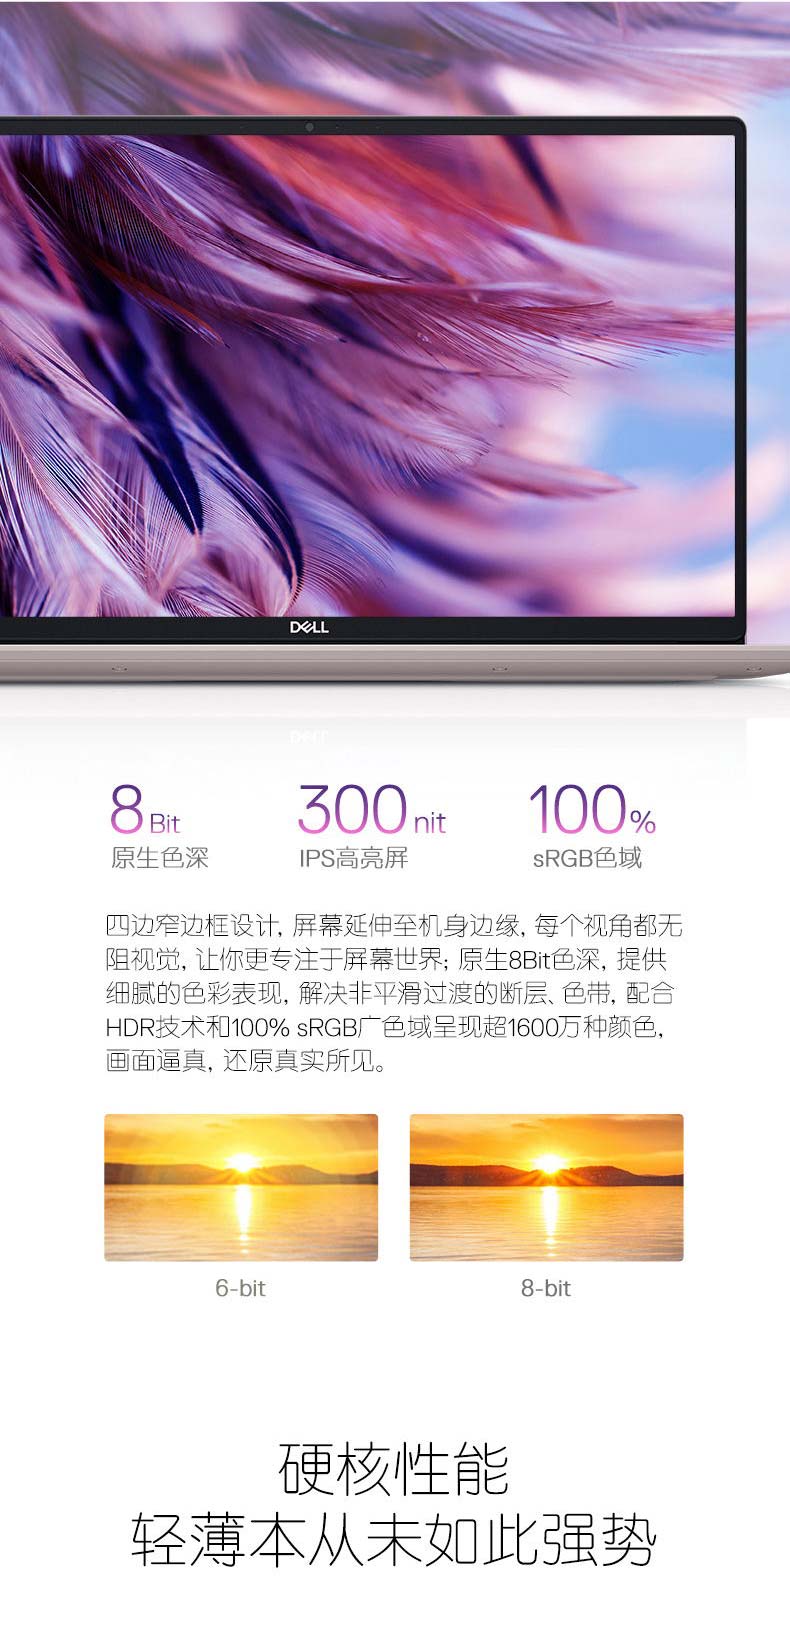 DELL
8 Bit 300 nit 100%
原生色深 IPS高亮屏 sRGB色域
四边窄边框设计, 屏幕延伸至机身边缘, 每个视角都无
阻视觉, 让你更专注于屏幕世界; 原生8Bit色深, 提供
细腻的色彩表现, 解决非平滑过渡的断层、色带, 配合
HDR技术和100% sRGB广色域呈现超1600万种颜色,
画面逼真, 还原真实所见。
6-bit 8-bit
硬核性能
轻薄本从未如此强势